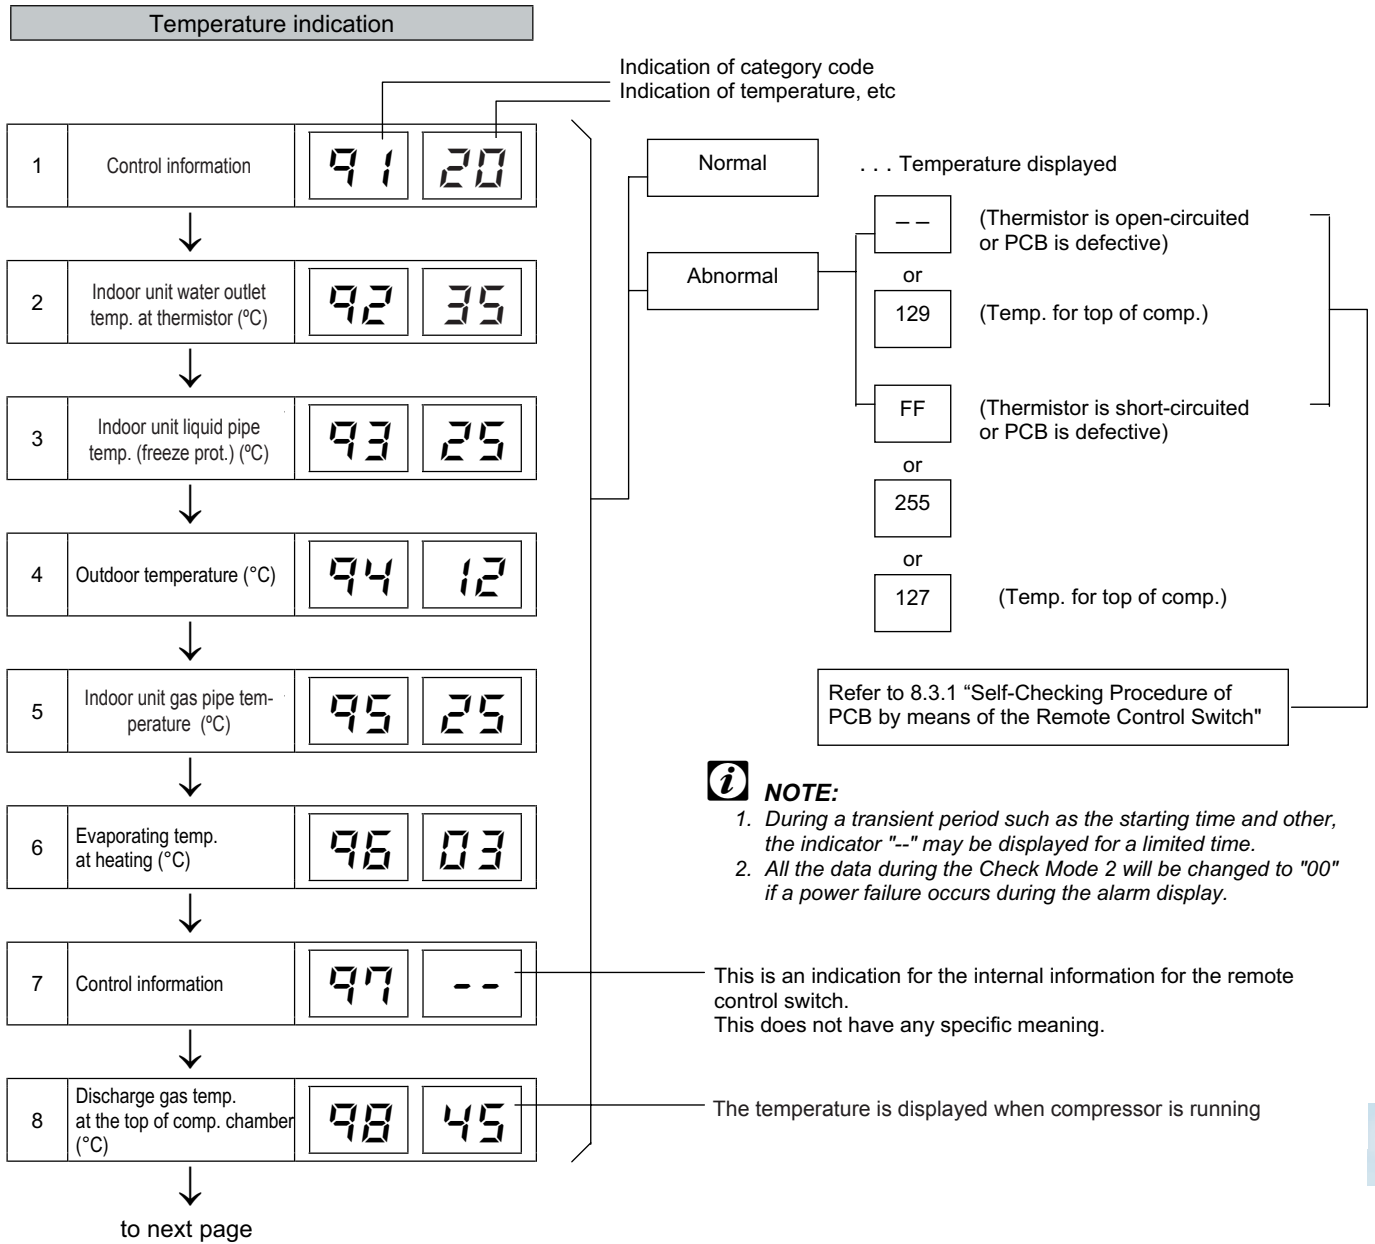 Temperature indication
Indication of category code
Indication of temperature, etc
1 Control information 91 20
2 Indoor unit water outlet
temp. at thermistor (ºC) 92 35
3 Indoor unit liquid pipe
temp. (freeze prot.) (ºC) 93 25
4 Outdoor temperature (°C) 94 12
5 Indoor unit gas pipe tem-
perature (ºC) 95 25
6 Evaporating temp.
at heating (°C) 96 03
7 Control information 97 --
8 Discharge gas temp.
at the top of comp. chamber
(°C) 98 45
to next page
Normal . . . Temperature displayed
Abnormal
– – (Thermistor is open-circuited
or PCB is defective)
or
129 (Temp. for top of comp.)
FF (Thermistor is short-circuited
or PCB is defective)
or
255
or
127 (Temp. for top of comp.)
Refer to 8.3.1 “Self-Checking Procedure of
PCB by means of the Remote Control Switch"
i NOTE:
1. During a transient period such as the starting time and other,
the indicator "--" may be displayed for a limited time.
2. All the data during the Check Mode 2 will be changed to "00"
if a power failure occurs during the alarm display.
This is an indication for the internal information for the remote
control switch.
This does not have any specific meaning.
The temperature is displayed when compressor is running